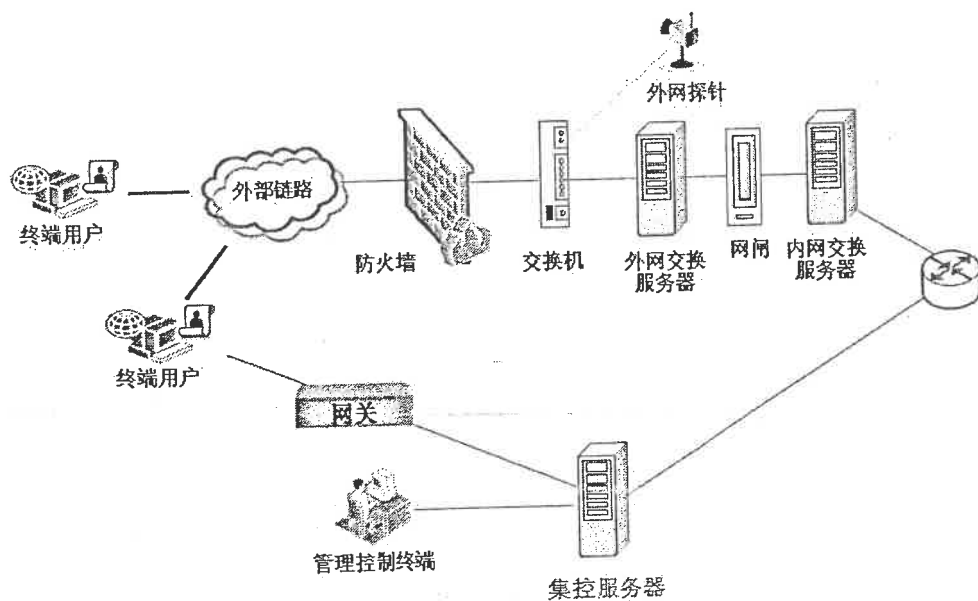 外网探针
外部链路
终端用户
防火墙
交换机
外网交换
服务器
网闸
内网交换
服务器
终端用户
网关
管理控制终端
集控服务器